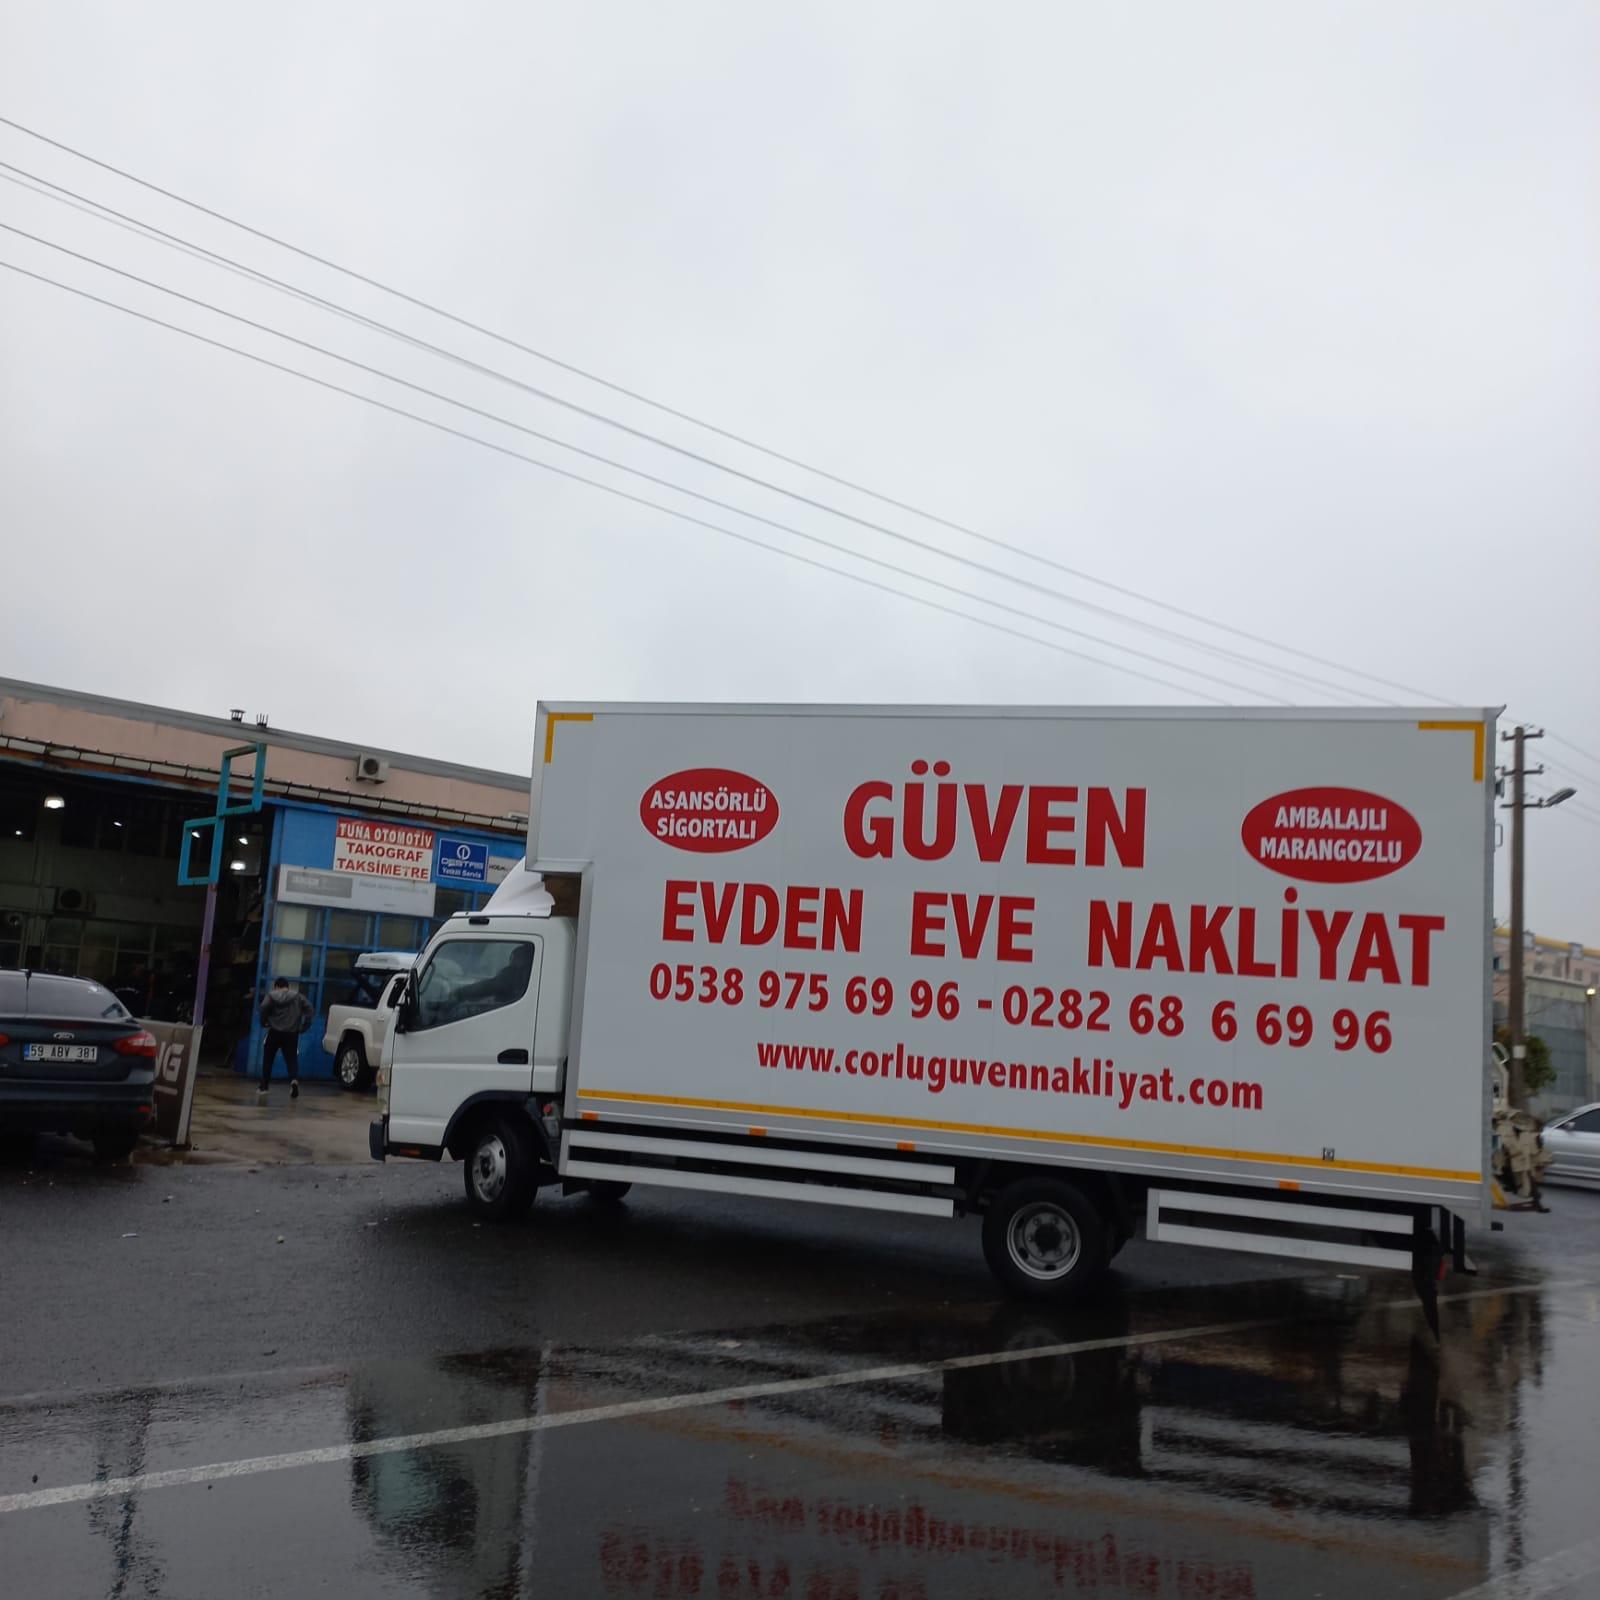 GÜVEN
ASANSÖRLÜ
SİGORTALI
AMBALAJLI
MARANGOZLU
EVDEN EVE NAKLİYAT
0538 975 69 96 - 0282 68 6 69 96
www.corluguvennakliyat.com
TUNA OTOMOTİV
TAKOGRAF
TAKSİMETRE
Yetkili Servis
59 ABV 381